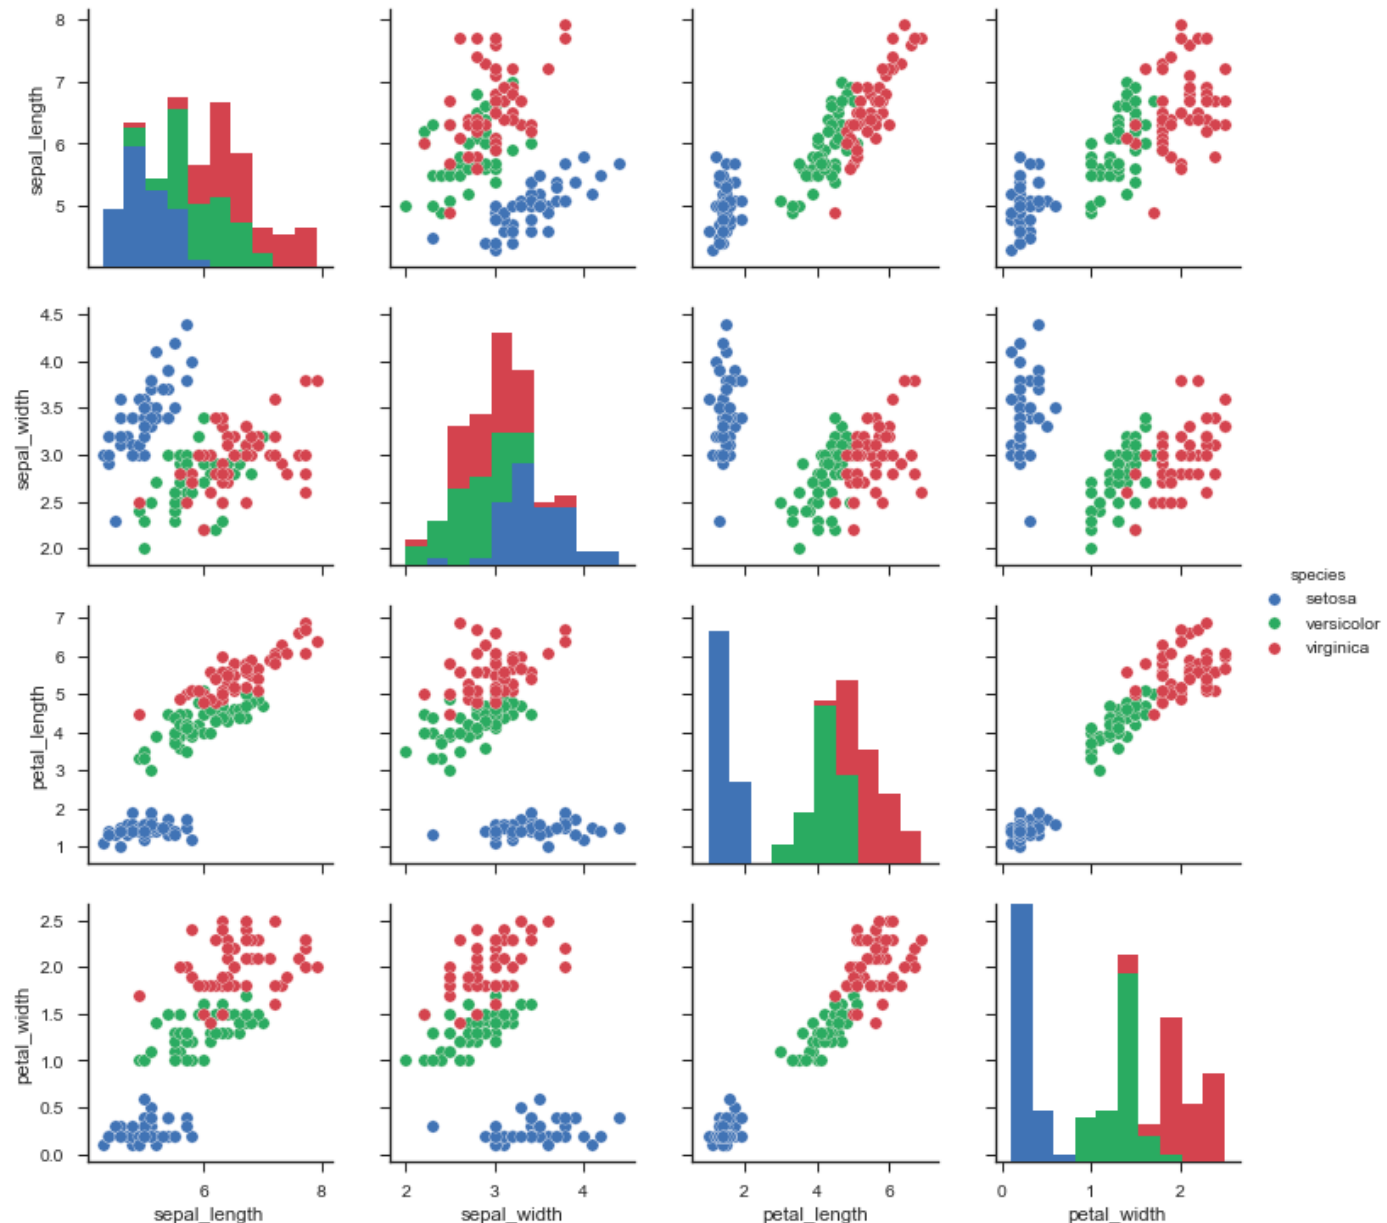 8
7
6
5
sepal_length
4.5
4.0
3.5
3.0
2.5
2.0
sepal_width
species
setosa
versicolor
virginica
7
6
5
4
3
2
1
petal_length
2.5
2.0
1.5
1.0
0.5
0.0
petal_width
6 8 2 3 4 2 4 6 0 1 2
sepal_length sepal_width petal_length petal_width